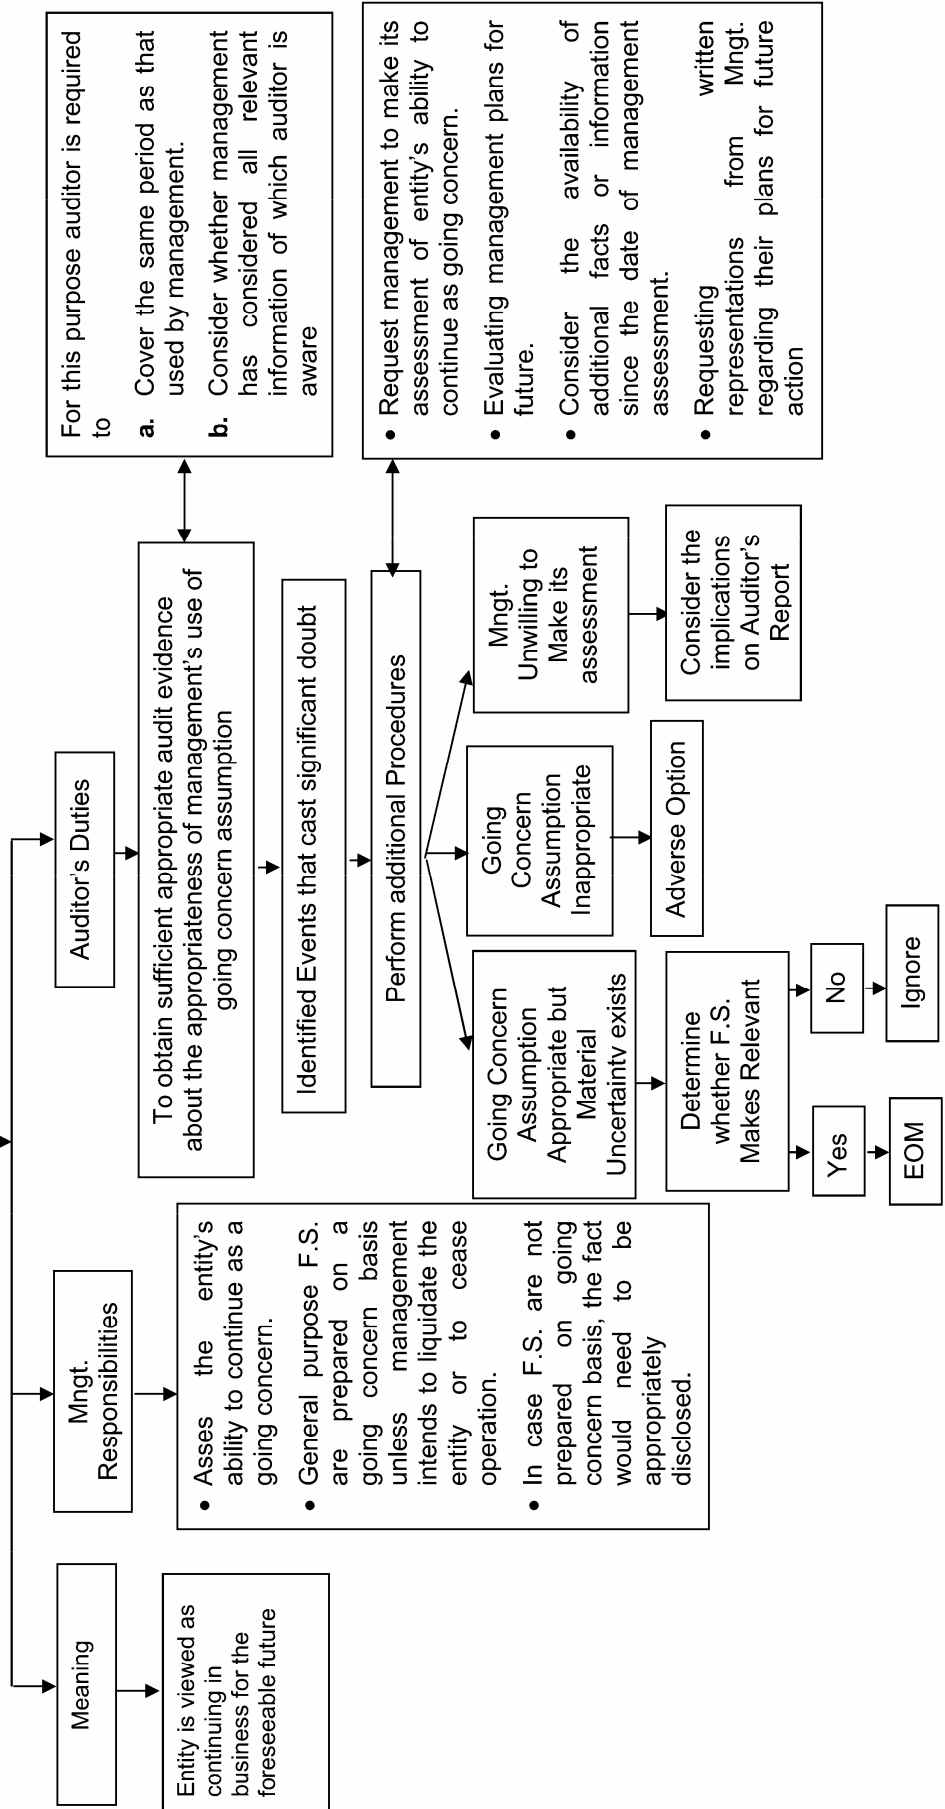 Meaning
Entity is viewed as
continuing in
business for the
foreseeable future
Mngt.
Responsibilities
• Asses the entity's
ability to continue as a
going concern.
• General purpose F.S.
are prepared on a
going concern basis
unless management
intends to liquidate the
entity or to cease
operation.
• In case F.S. are not
prepared on going
concern basis, the fact
would need to be
appropriately
disclosed.
Auditor's Duties
To obtain sufficient appropriate audit evidence
about the appropriateness of management's use of
going concern assumption
For this purpose auditor is required
to
a. Cover the same period as that
used by management.
b. Consider whether management
has considered all relevant
information of which auditor is
aware
Identified Events that cast significant doubt
Perform additional Procedures
• Request management to make its
assessment of entity's ability to
continue as going concern.
• Evaluating management plans for
future.
• Consider the availability of
additional facts or information
since the date of management
assessment.
• Requesting written
representations from Mngt.
regarding their plans for future
action
Going Concern
Assumption
Appropriate but
Material
Uncertainty exists
Determine
whether F.S.
Makes Relevant
Yes
EOM
No
Ignore
Going
Concern
Assumption
Inappropriate
Adverse Option
Mngt.
Unwilling to
Make its
assessment
Consider the
implications
on Auditor's
Report